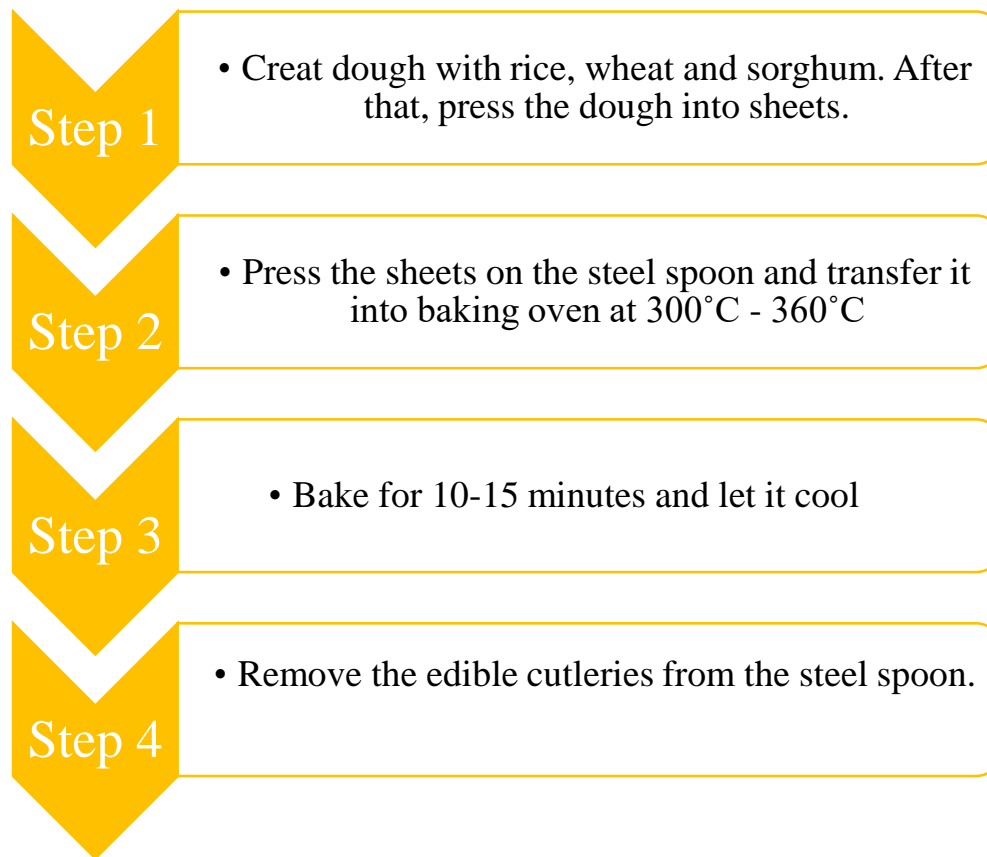 Step 1
• Creat dough with rice, wheat and sorghum. After
that, press the dough into sheets.
Step 2
• Press the sheets on the steel spoon and transfer it
into baking oven at 300˚C - 360˚C
Step 3
• Bake for 10-15 minutes and let it cool
Step 4
• Remove the edible cutleries from the steel spoon.